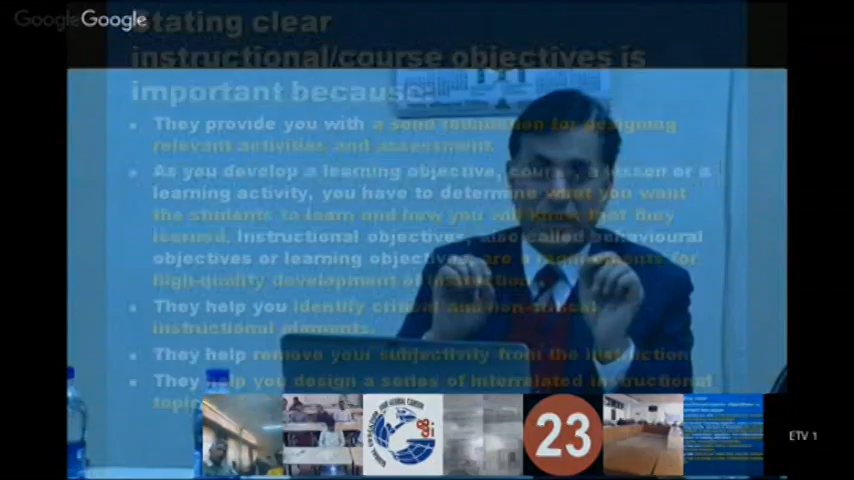 Google Google
Stating clear
instructional/course objectives is
important because:
They provide you with a solid foundation for designing
relevant activities and assessment.
As you develop a learning objective, course, a lesson or a
learning activity, you have to determine what you want
the students to learn and how you will know that they
learned. Instructional objectives, also called behavioural
objectives or learning objectives, are a requirements for
high-quality development of instruction.
They help you identify critical and non-critical
instructional elements.
They help remove your subjectivity from the instruction.
They help you design a series of interrelated instructional
topic
23
ETV 1